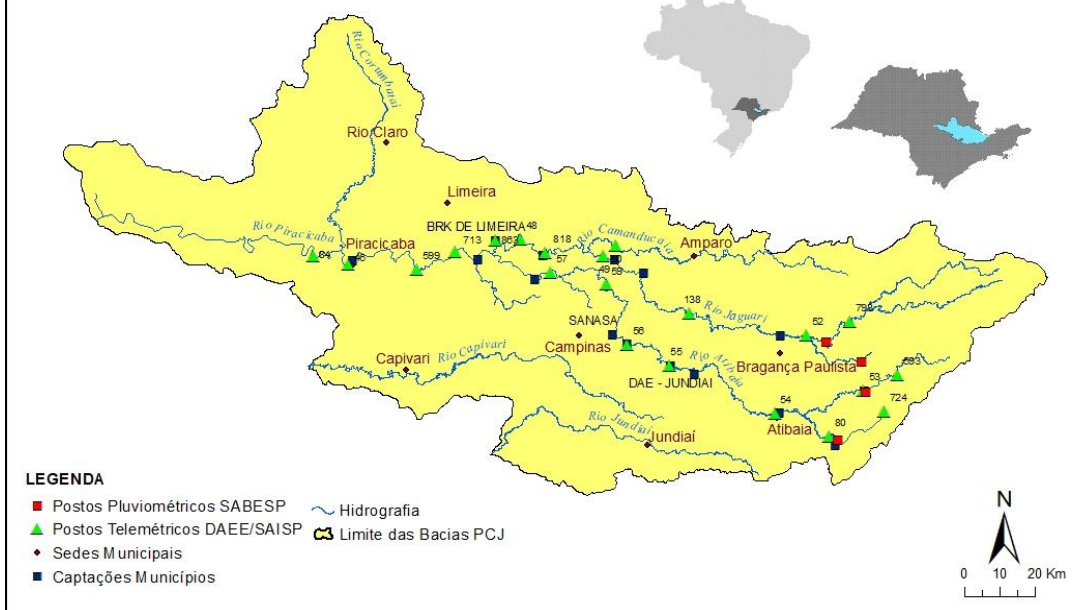 Rio Corumbataí
Rio Claro
Limeira
BRK DE LIMEIRA
48
Rio Piracicaba
Piracicaba
713
818
Rio Camanducaia
Amparo
84
599
57
49
59
138
Rio Jaguari
52
SANASA
56
Campinas
Capivari
Rio Capivari
55
Rio Atibaia
Bragança Paulista
593
53
DAE - JUNDIAI
724
54
Atibaia
80
Rio Jundiaí
Jundiaí
LEGENDA
Postos Pluviométricos SABESP
Hidrografia
Postos Telemétricos DAEE/SAISP
Limite das Bacias PCJ
Sedes Municipais
Captações Municípios
N
0 10 20 Km